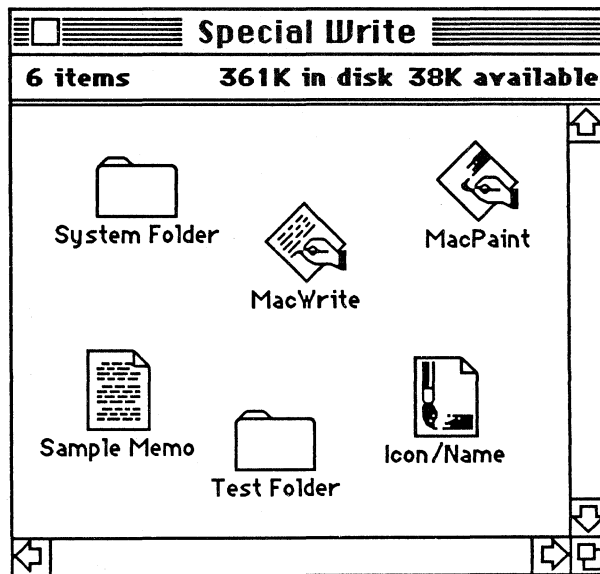 Special Write
6 items 361K in disk 38K available
System Folder
MacWrite
MacPaint
Sample Memo
Test Folder
Icon/Name